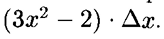 (3x² − 2) · Δx.